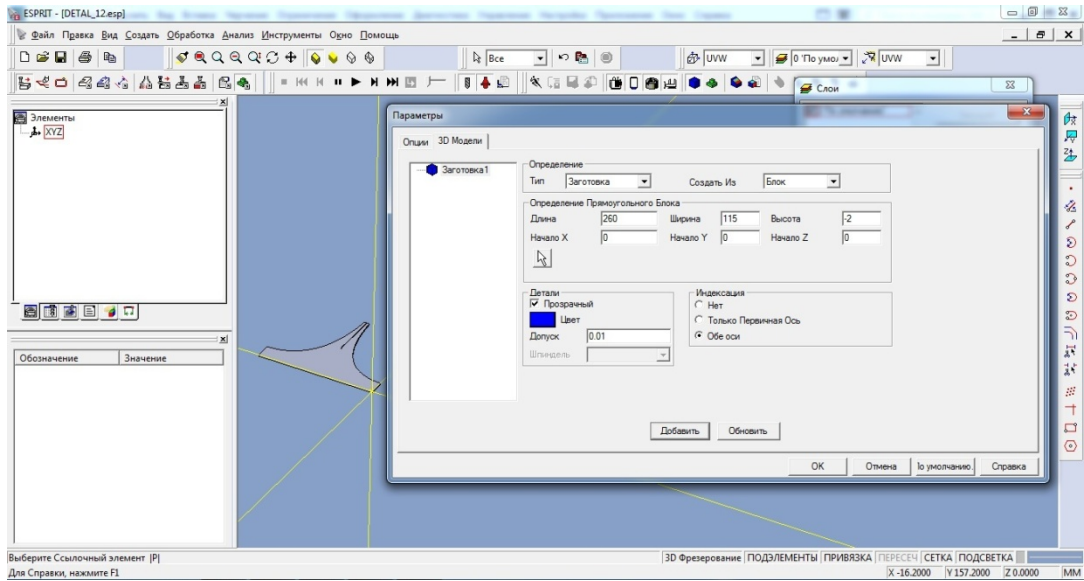 ESPRIT - [DETAL_12.esp]
Файл Правка Вид Создать Обработка Анализ Инструменты Окно Помощь
Все UVW 0 'По умол UVW
Слои
Элементы
XYZ
Параметры
Опции 3D Модели
Заготовка1
Определение
Тип Заготовка Создать Из Блок
Определение Прямоугольного Блока
Длина 260 Ширина 115 Высота -2
Начало X 0 Начало Y 0 Начало Z 0
Детали Индексация
Прозрачный Нет
Цвет Только Первичная Ось
Допуск 0.01 Обе оси
Шпиндель
Обозначение Значение
Добавить Обновить
OK Отмена Іо умолчанию. Справка
Выберите Ссылочный элемент |P|
3D Фрезерование ПОДЭЛЕМЕНТЫ ПРИВЯЗКА ПЕРЕСЕЧ СЕТКА ПОДСВЕТКА
Для Справки, нажмите F1
X -16.2000 Y 157.2000 Z 0.0000 MM